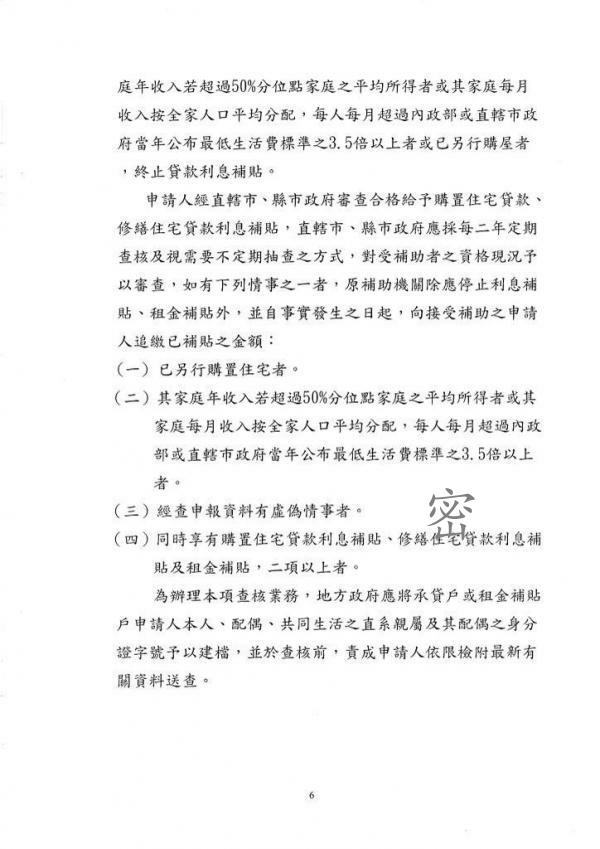 庭年收入若超過50%分位點家庭之平均所得者或其家庭每月
收入按全家人口平均分配，每人每月超過內政部或直轄市政
府當年公布最低生活費標準之3.5倍以上者或已另行購屋者
，終止貸款利息補貼。
申請人經直轄市、縣市政府審查合格給予購置住宅貸款、
修繕住宅貸款利息補貼，直轄市、縣市政府應採每二年定期
查核及視需要不定期抽查之方式，對受補助者之資格現況予
以審查，如有下列情事之一者，原補助機關除應停止利息補
貼、租金補貼外，並自事實發生之日起，向接受補助之申請
人追繳已補貼之金額：
(一) 已另行購置住宅者。
(二) 其家庭年收入若超過50%分位點家庭之平均所得者或其
家庭每月收入按全家人口平均分配，每人每月超過內政
部或直轄市政府當年公布最低生活費標準之3.5倍以上
者。
(三) 經查申報資料有虛偽情事者。
密
(四) 同時享有購置住宅貸款利息補貼、修繕住宅貸款利息補
貼及租金補貼，二項以上者。
為辦理本項查核業務，地方政府應將承貸戶或租金補貼
戶申請人本人、配偶、共同生活之直系親屬及其配偶之身分
證字號予以建檔，並於查核前，責成申請人依限檢附最新有
關資料送查。
6